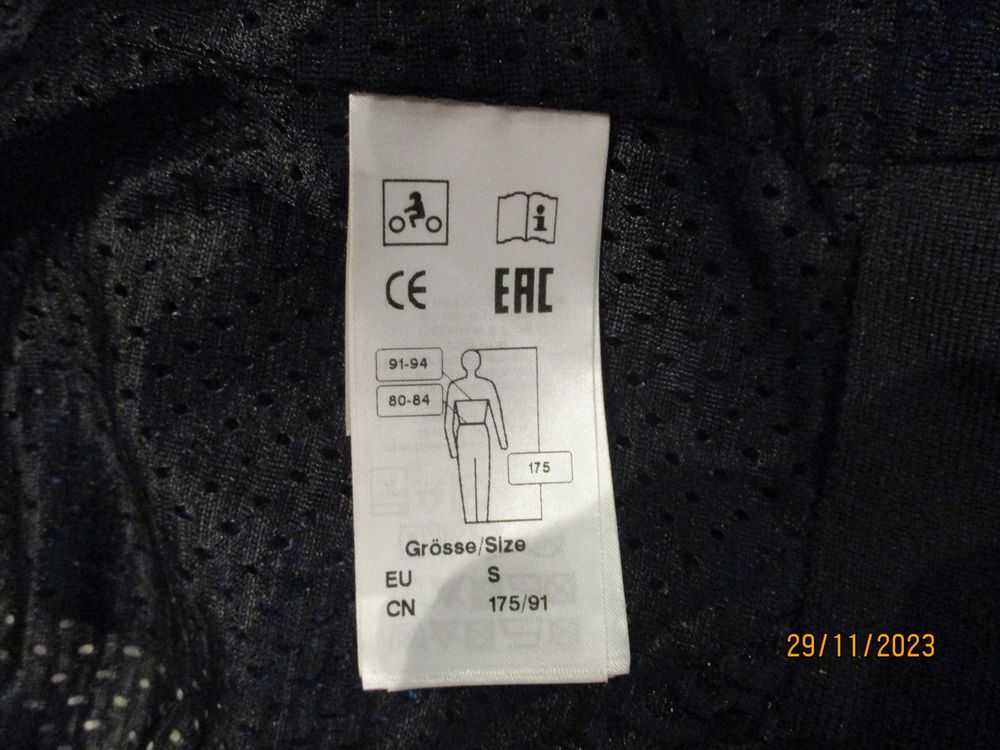 i
CE
EAC
91-94
80-84
175
Grösse/Size
EU S
CN 175/91
29/11/2023